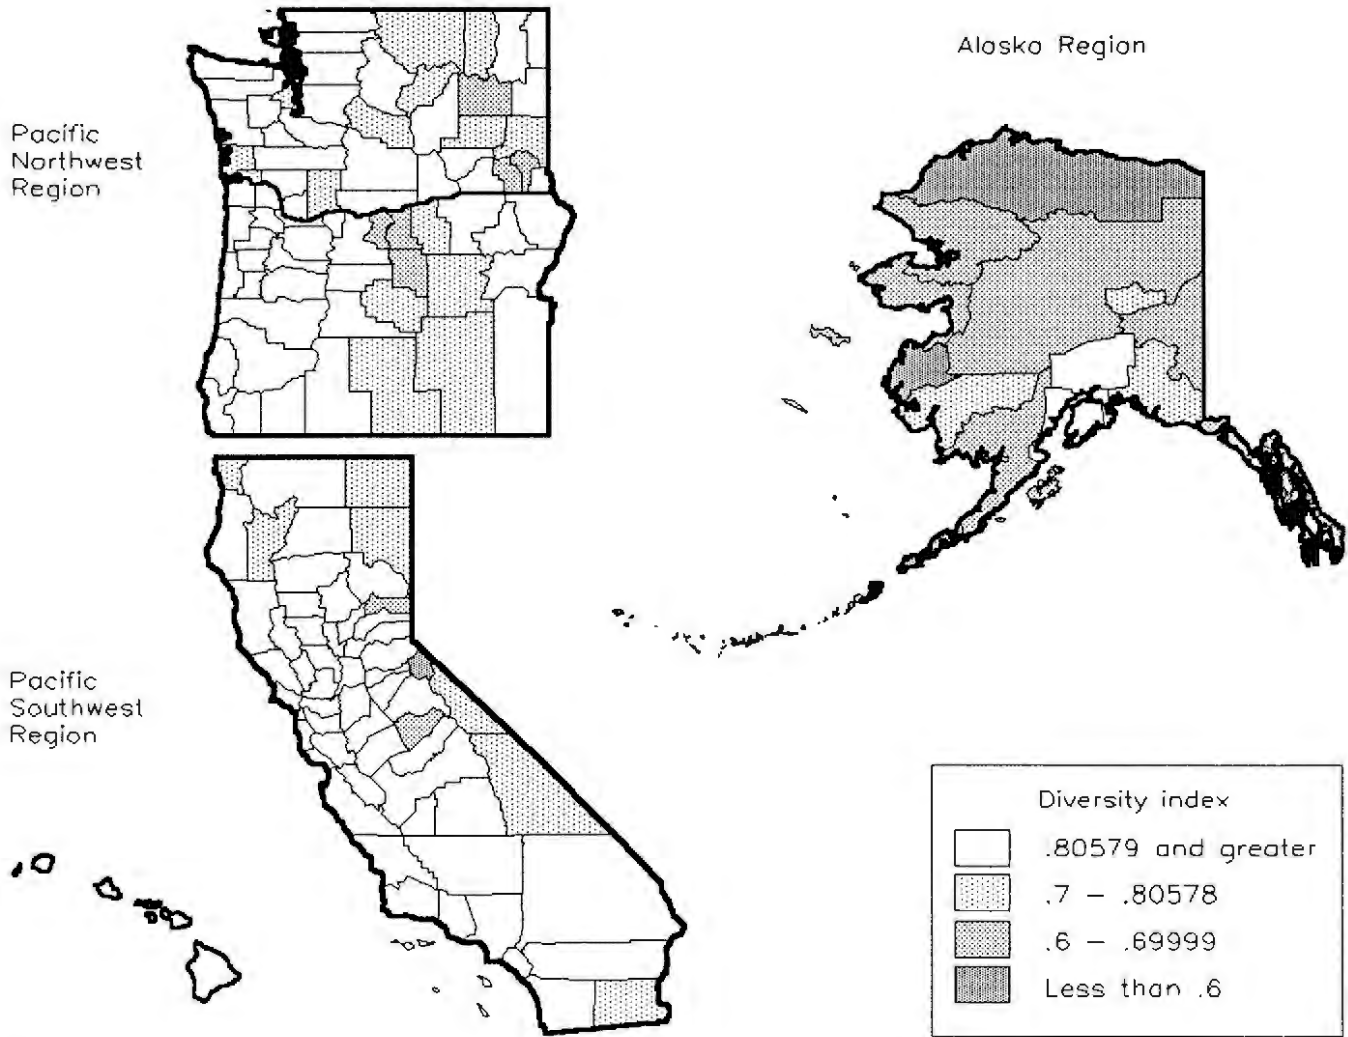 Alaska Region
Pacific
Northwest
Region
Pacific
Southwest
Region
Diversity index
.80579 and greater
.7 – .80578
.6 – .69999
Less than .6